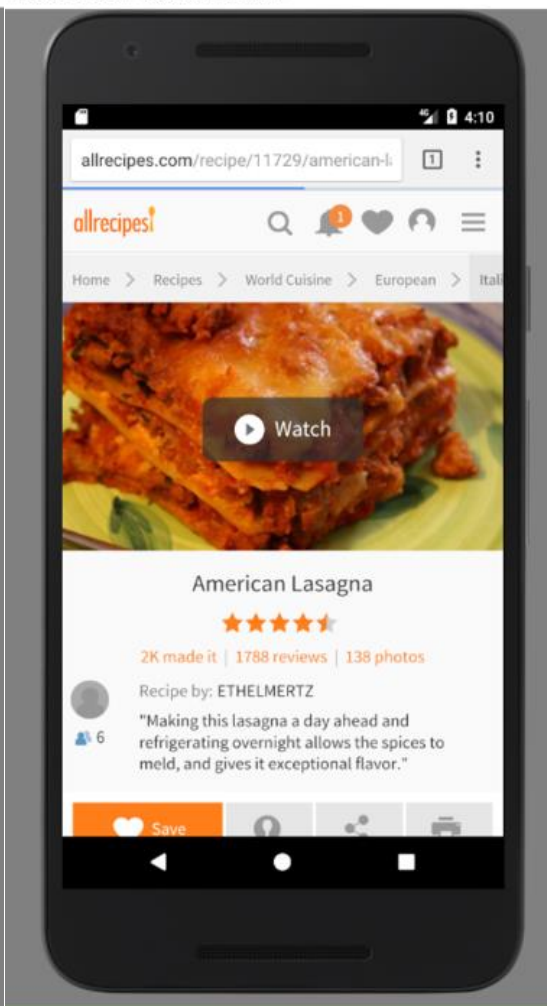 4G 4:10
allrecipes.com/recipe/11729/american-l 1
allrecipes
1
Home > Recipes > World Cuisine > European > Itali
Watch
American Lasagna
2K made it | 1788 reviews | 138 photos
Recipe by: ETHELMERTZ
"Making this lasagna a day ahead and
6 refrigerating overnight allows the spices to
meld, and gives it exceptional flavor."
Save